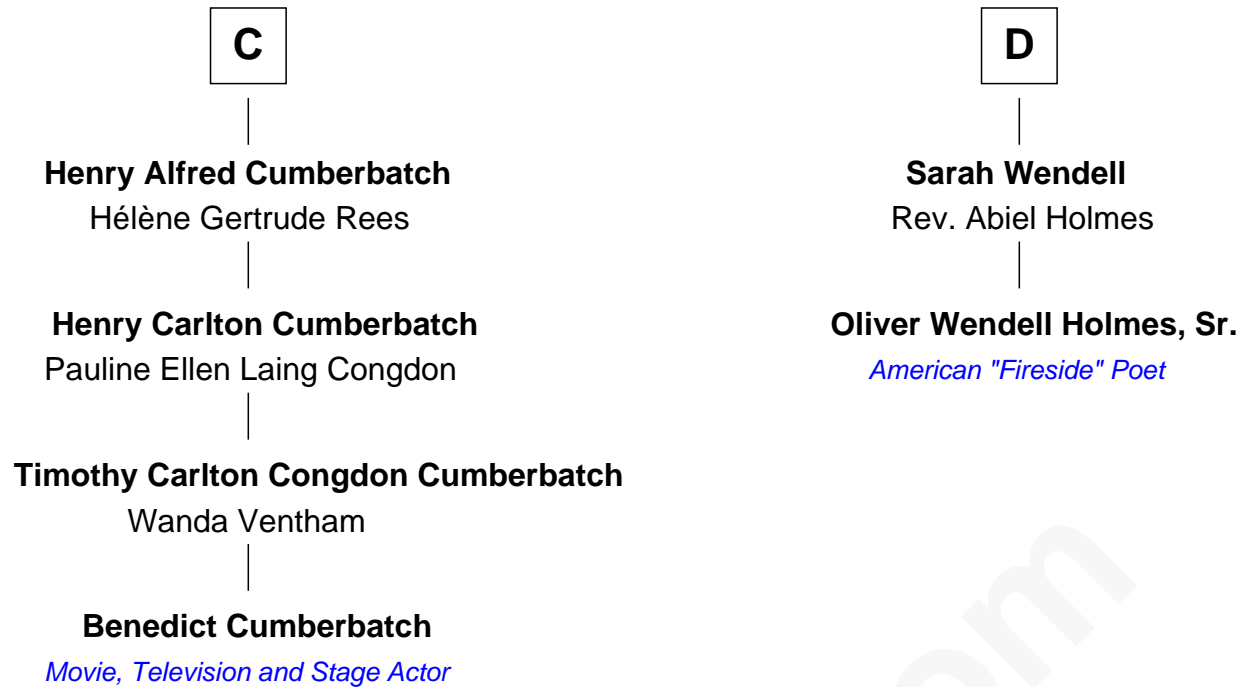 C
Henry Alfred Cumberbatch
Hélène Gertrude Rees
Henry Carlton Cumberbatch
Pauline Ellen Laing Congdon
Timothy Carlton Congdon Cumberbatch
Wanda Ventham
Benedict Cumberbatch
Movie, Television and Stage Actor
D
Sarah Wendell
Rev. Abiel Holmes
Oliver Wendell Holmes, Sr.
American "Fireside" Poet
om